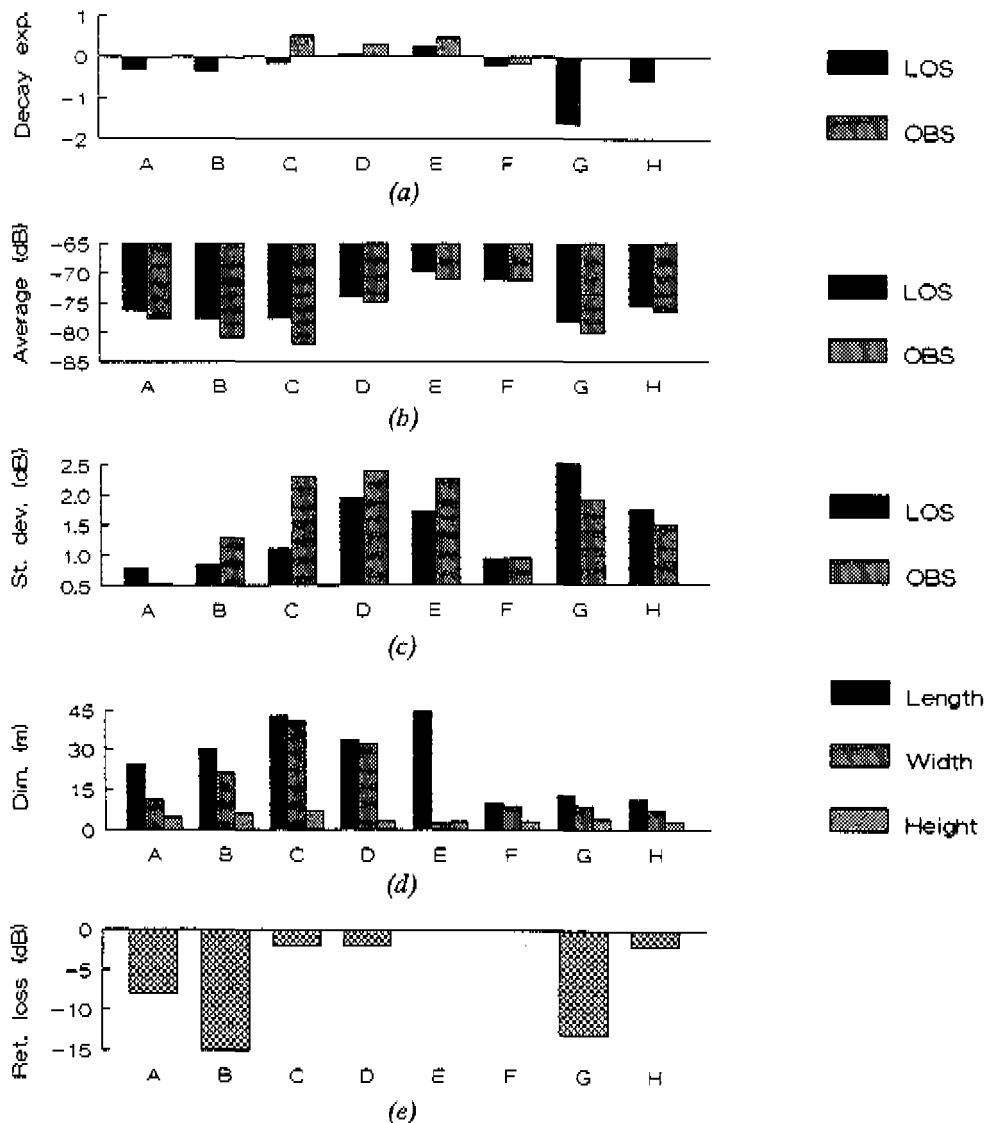 Decay exp.
1
0
-1
-2
A B C D E F G H
(a)
LOS
OBS
Average (dB)
-65
-70
-75
-80
-85
A B C D E F G H
(b)
LOS
OBS
St. dev. (dB)
2.5
2.0
1.5
1.0
0.5
A B C D E F G H
(c)
LOS
OBS
Dim. (m)
45
30
15
0
A B C D E F G H
(d)
Length
Width
Height
Ret. loss (dB)
0
-5
-10
-15
A B C D E F G H
(e)